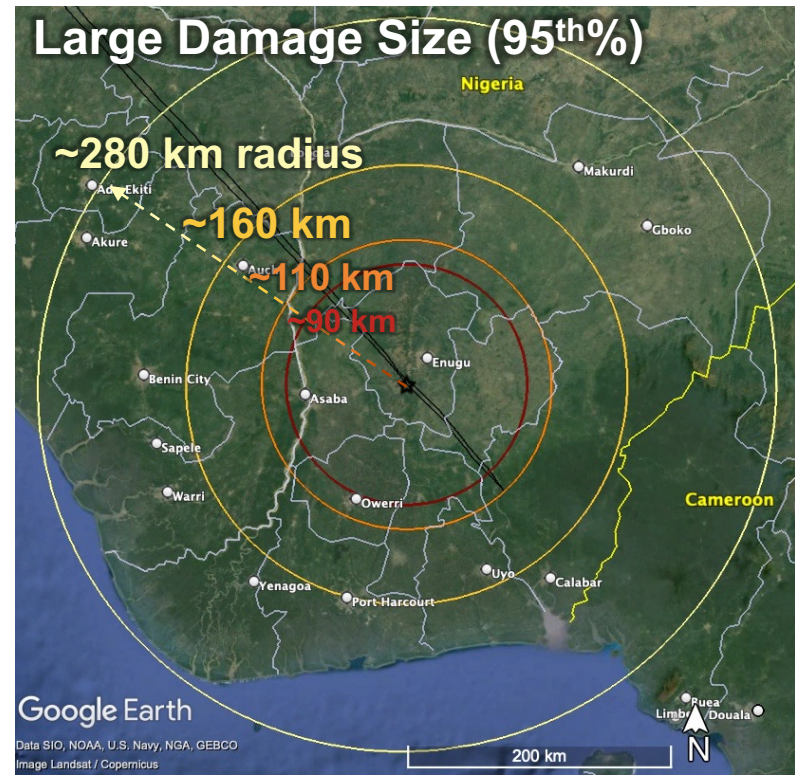 Large Damage Size (95th%)
Nigeria
~280 km radius
Makurdi
Ado Ekiti
~160 km
Gboko
Akure
Auchi
~110 km
~90 km
Enugu
Benin City
Asaba
Sapele
Warri
Owerri
Cameroon
Uyo
Calabar
Yenagoa
Port Harcourt
Google Earth
Buea
Limbe
Douala
Data SIO, NOAA, U.S. Navy, NGA, GEBCO
200 km
N
Image Landsat / Copernicus